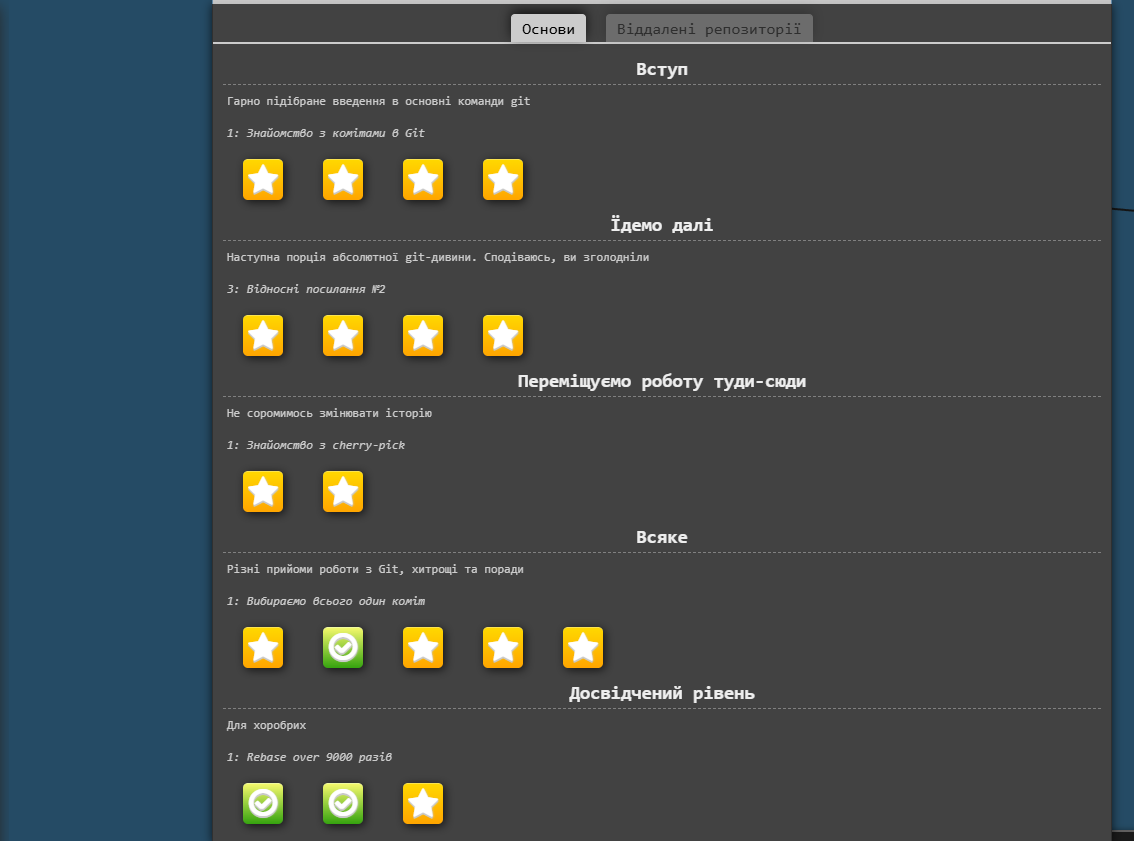 Основи Віддалені репозиторії
Вступ
Гарно підібране введення в основні команди git
1: Знайомство з комітами в Git
Їдемо далі
Наступна порція абсолютної git-дивини. Сподіваюсь, ви зголодніли
3: Відносні посилання №2
Переміщуємо роботу туди-сюди
Не соромимось змінювати історію
1: Знайомство з cherry-pick
Всяке
Різні прийоми роботи з Git, хитрощі та поради
1: Вибираємо всього один коміт
Досвідчений рівень
Для хоробрих
1: Rebase over 9000 разів